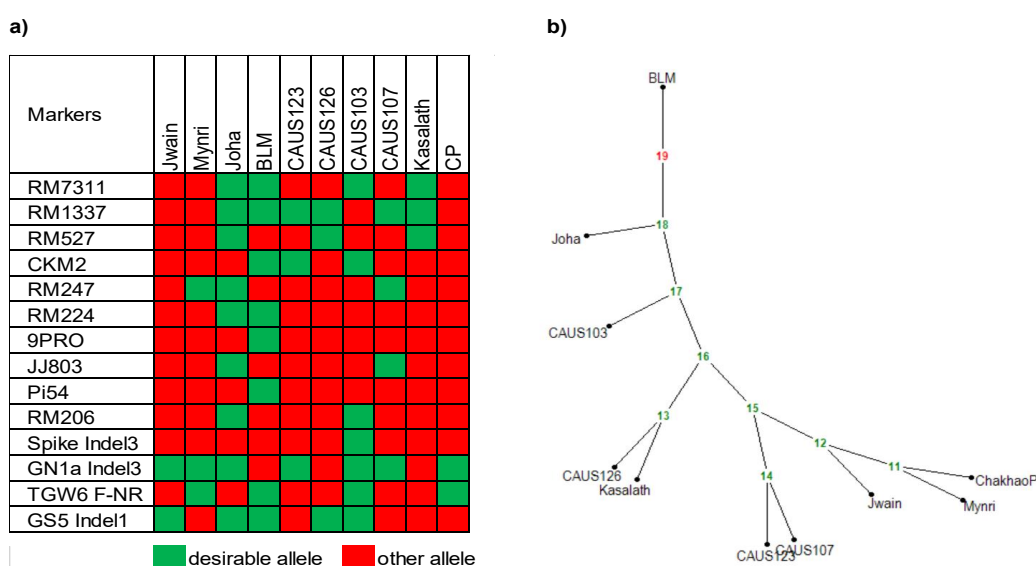 a)
Markers Jwain Mynri Joha BLM CAUS123 CAUS126 CAUS103 CAUS107 Kasalath CP
RM7311
RM1337
RM527
CKM2
RM247
RM224
9PRO
JJ803
Pi54
RM206
Spike Indel3
GN1a Indel3
TGW6 F-NR
GS5 Indel1
desirable allele other allele
b)
BLM
19
18
Joha
17
CAUS103
16
15
13
12
11
CAUS126
14
ChakhaoP
Kasalath
Jwain
Mynri
CAUS107
CAUS123